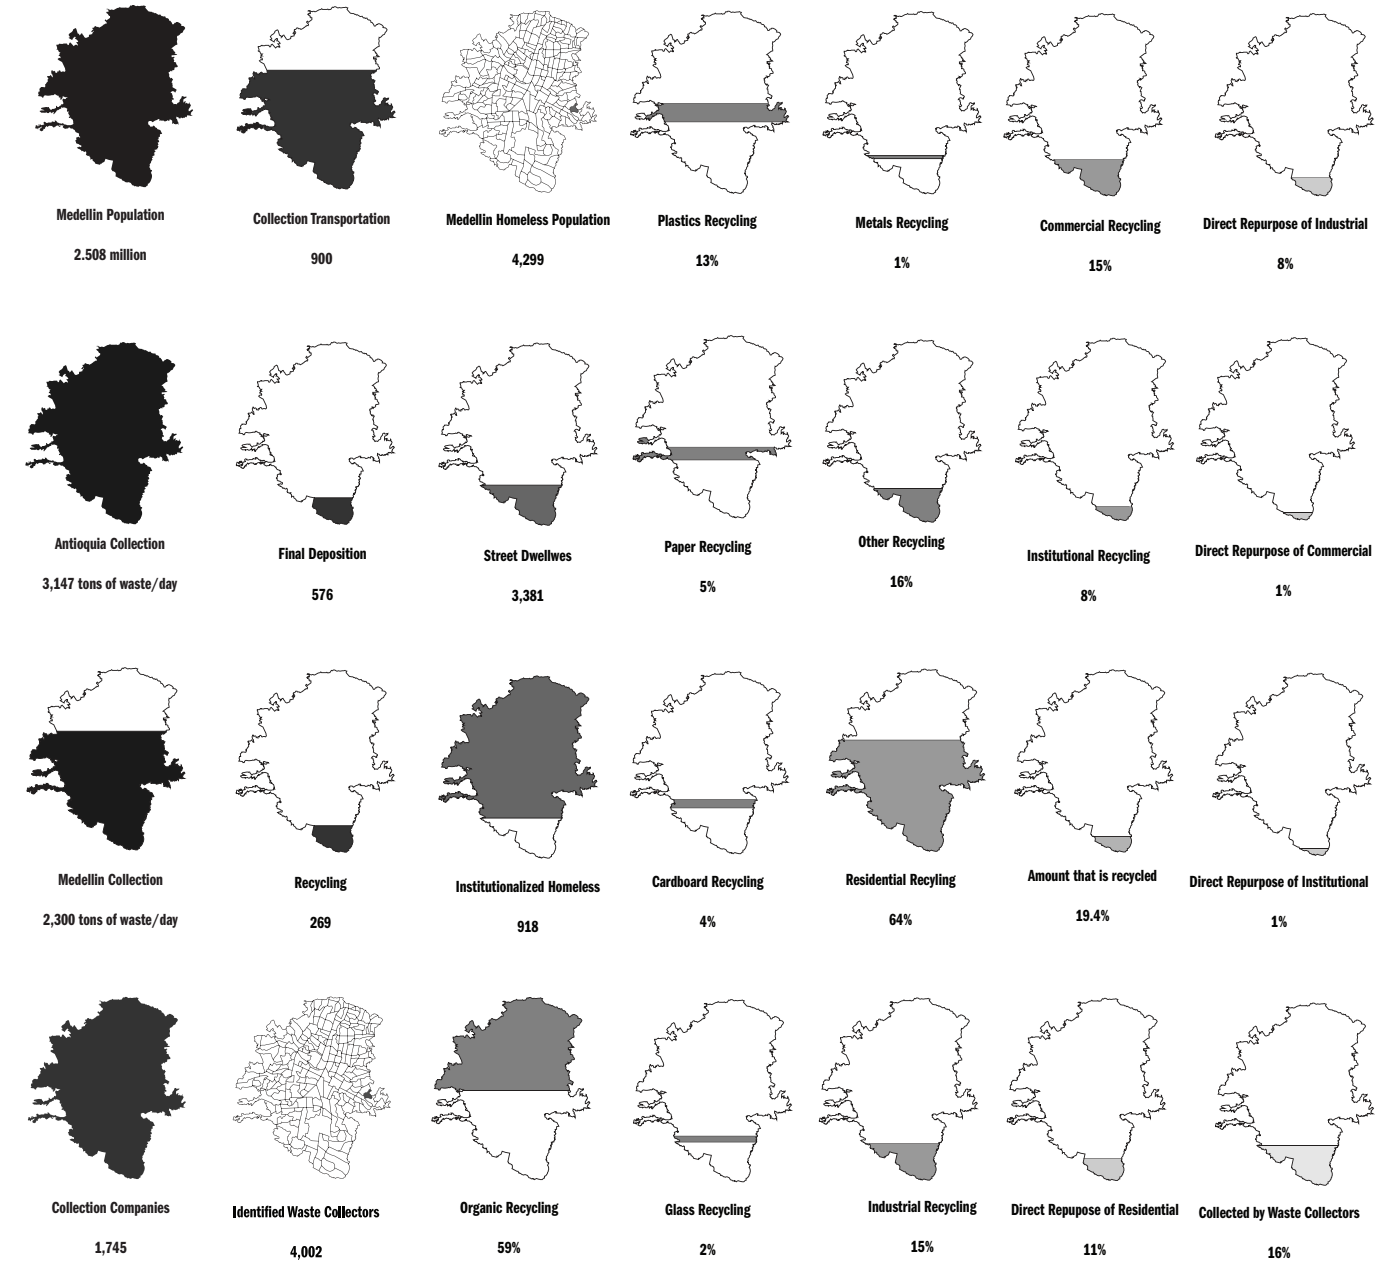 Medellin Population
2.508 million
Collection Transportation
900
Medellin Homeless Population
4,299
Plastics Recycling
13%
Metals Recycling
1%
Commercial Recycling
15%
Direct Repurpose of Industrial
8%
Antioquia Collection
3,147 tons of waste/day
Final Deposition
576
Street Dwellwes
3,381
Paper Recycling
5%
Other Recycling
16%
Institutional Recycling
8%
Direct Repurpose of Commercial
1%
Medellin Collection
2,300 tons of waste/day
Recycling
269
Institutionalized Homeless
918
Cardboard Recycling
4%
Residential Recyling
64%
Amount that is recycled
19.4%
Direct Repurpose of Institutional
1%
Collection Companies
1,745
Identified Waste Collectors
4,002
Organic Recycling
59%
Glass Recycling
2%
Industrial Recycling
15%
Direct Repupose of Residential
11%
Collected by Waste Collectors
16%